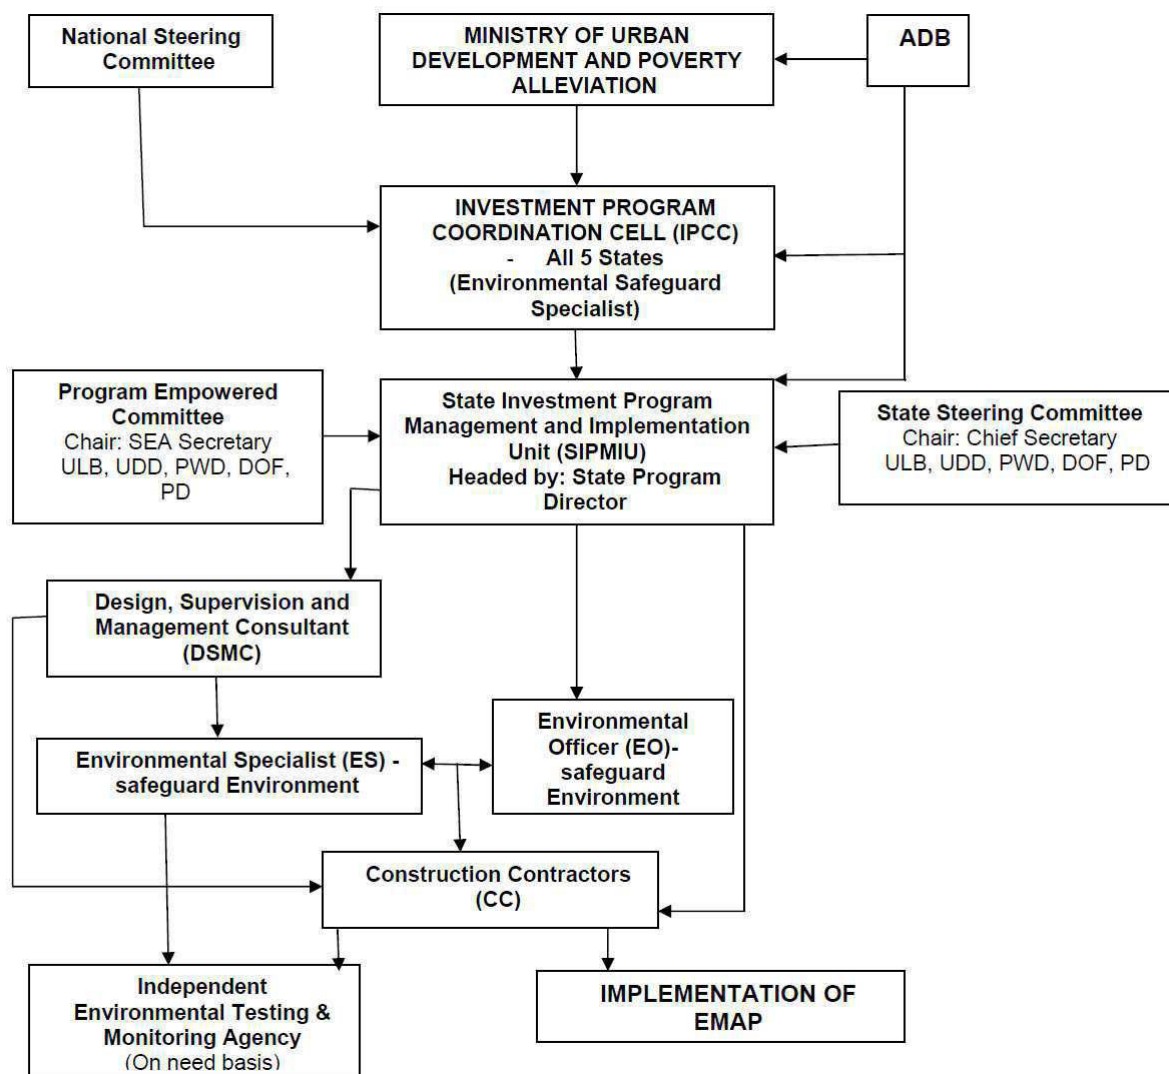 National Steering
Committee
MINISTRY OF URBAN
DEVELOPMENT AND POVERTY
ALLEVIATION
ADB
INVESTMENT PROGRAM
COORDINATION CELL (IPCC)
- All 5 States
(Environmental Safeguard
Specialist)
Program Empowered
Committee
Chair: SEA Secretary
ULB, UDD, PWD, DOF,
PD
State Investment Program
Management and Implementation
Unit (SIPMIU)
Headed by: State Program
Director
State Steering Committee
Chair: Chief Secretary
ULB, UDD, PWD, DOF, PD
Design, Supervision and
Management Consultant
(DSMC)
Environmental Specialist (ES) -
safeguard Environment
Environmental
Officer (EO)-
safeguard
Environment
Construction Contractors
(CC)
Independent
Environmental Testing &
Monitoring Agency
(On need basis)
IMPLEMENTATION OF
EMAP